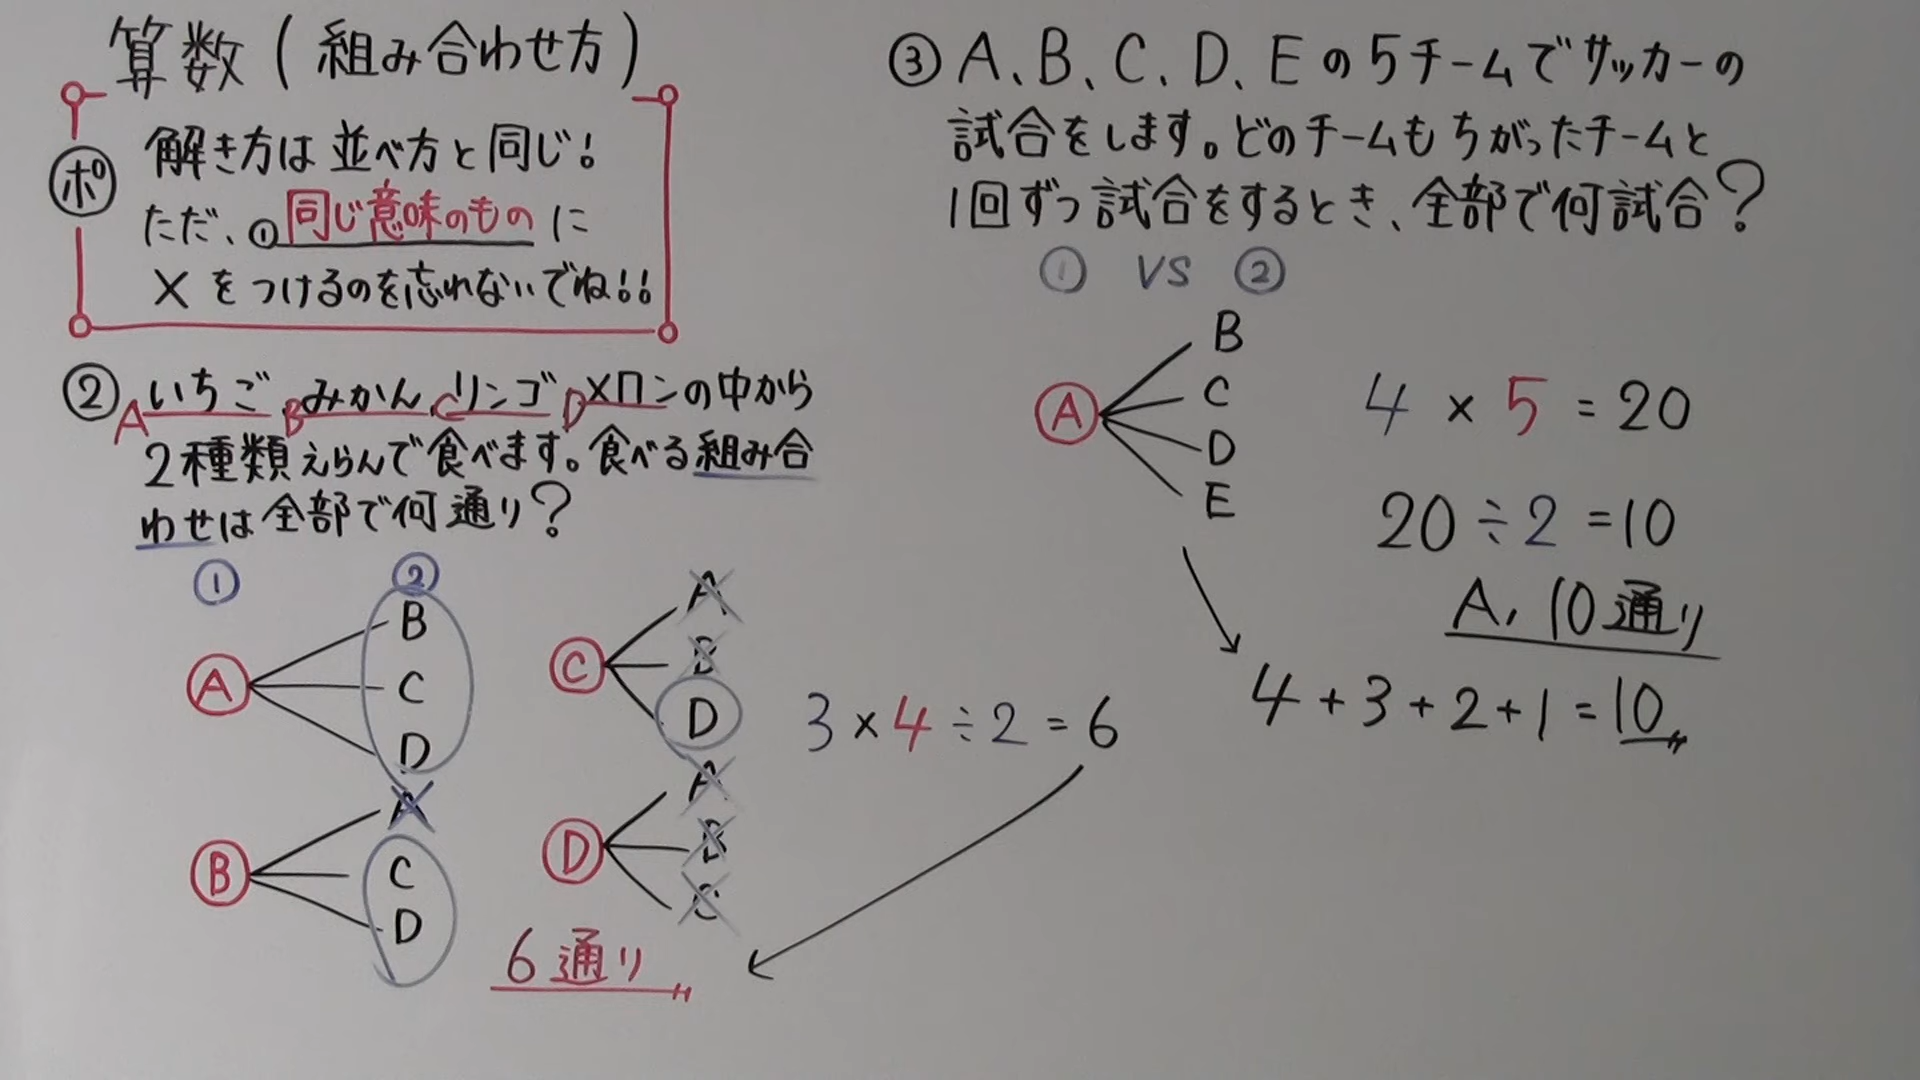 算数(組み合わせ方)
ポ
解き方は並べ方と同じ!
ただ、①同じ意味のものに
×をつけるのを忘れないでね!!
② いちご みかん リンゴ メロンの中から
A B C D
2種類えらんで食べます。食べる組み合
わせは全部で何通り?
① ②
A B C D
B A C D
C A B D
D A B C
3×4÷2=6
6通り
③ A、B、C、D、Eの5チームでサッカーの
試合をします。どのチームもちがったチームと
1回ずつ試合をするとき、全部で何試合?
① VS ②
A B C D E
4×5=20
20÷2=10
A, 10通り
4+3+2+1=10